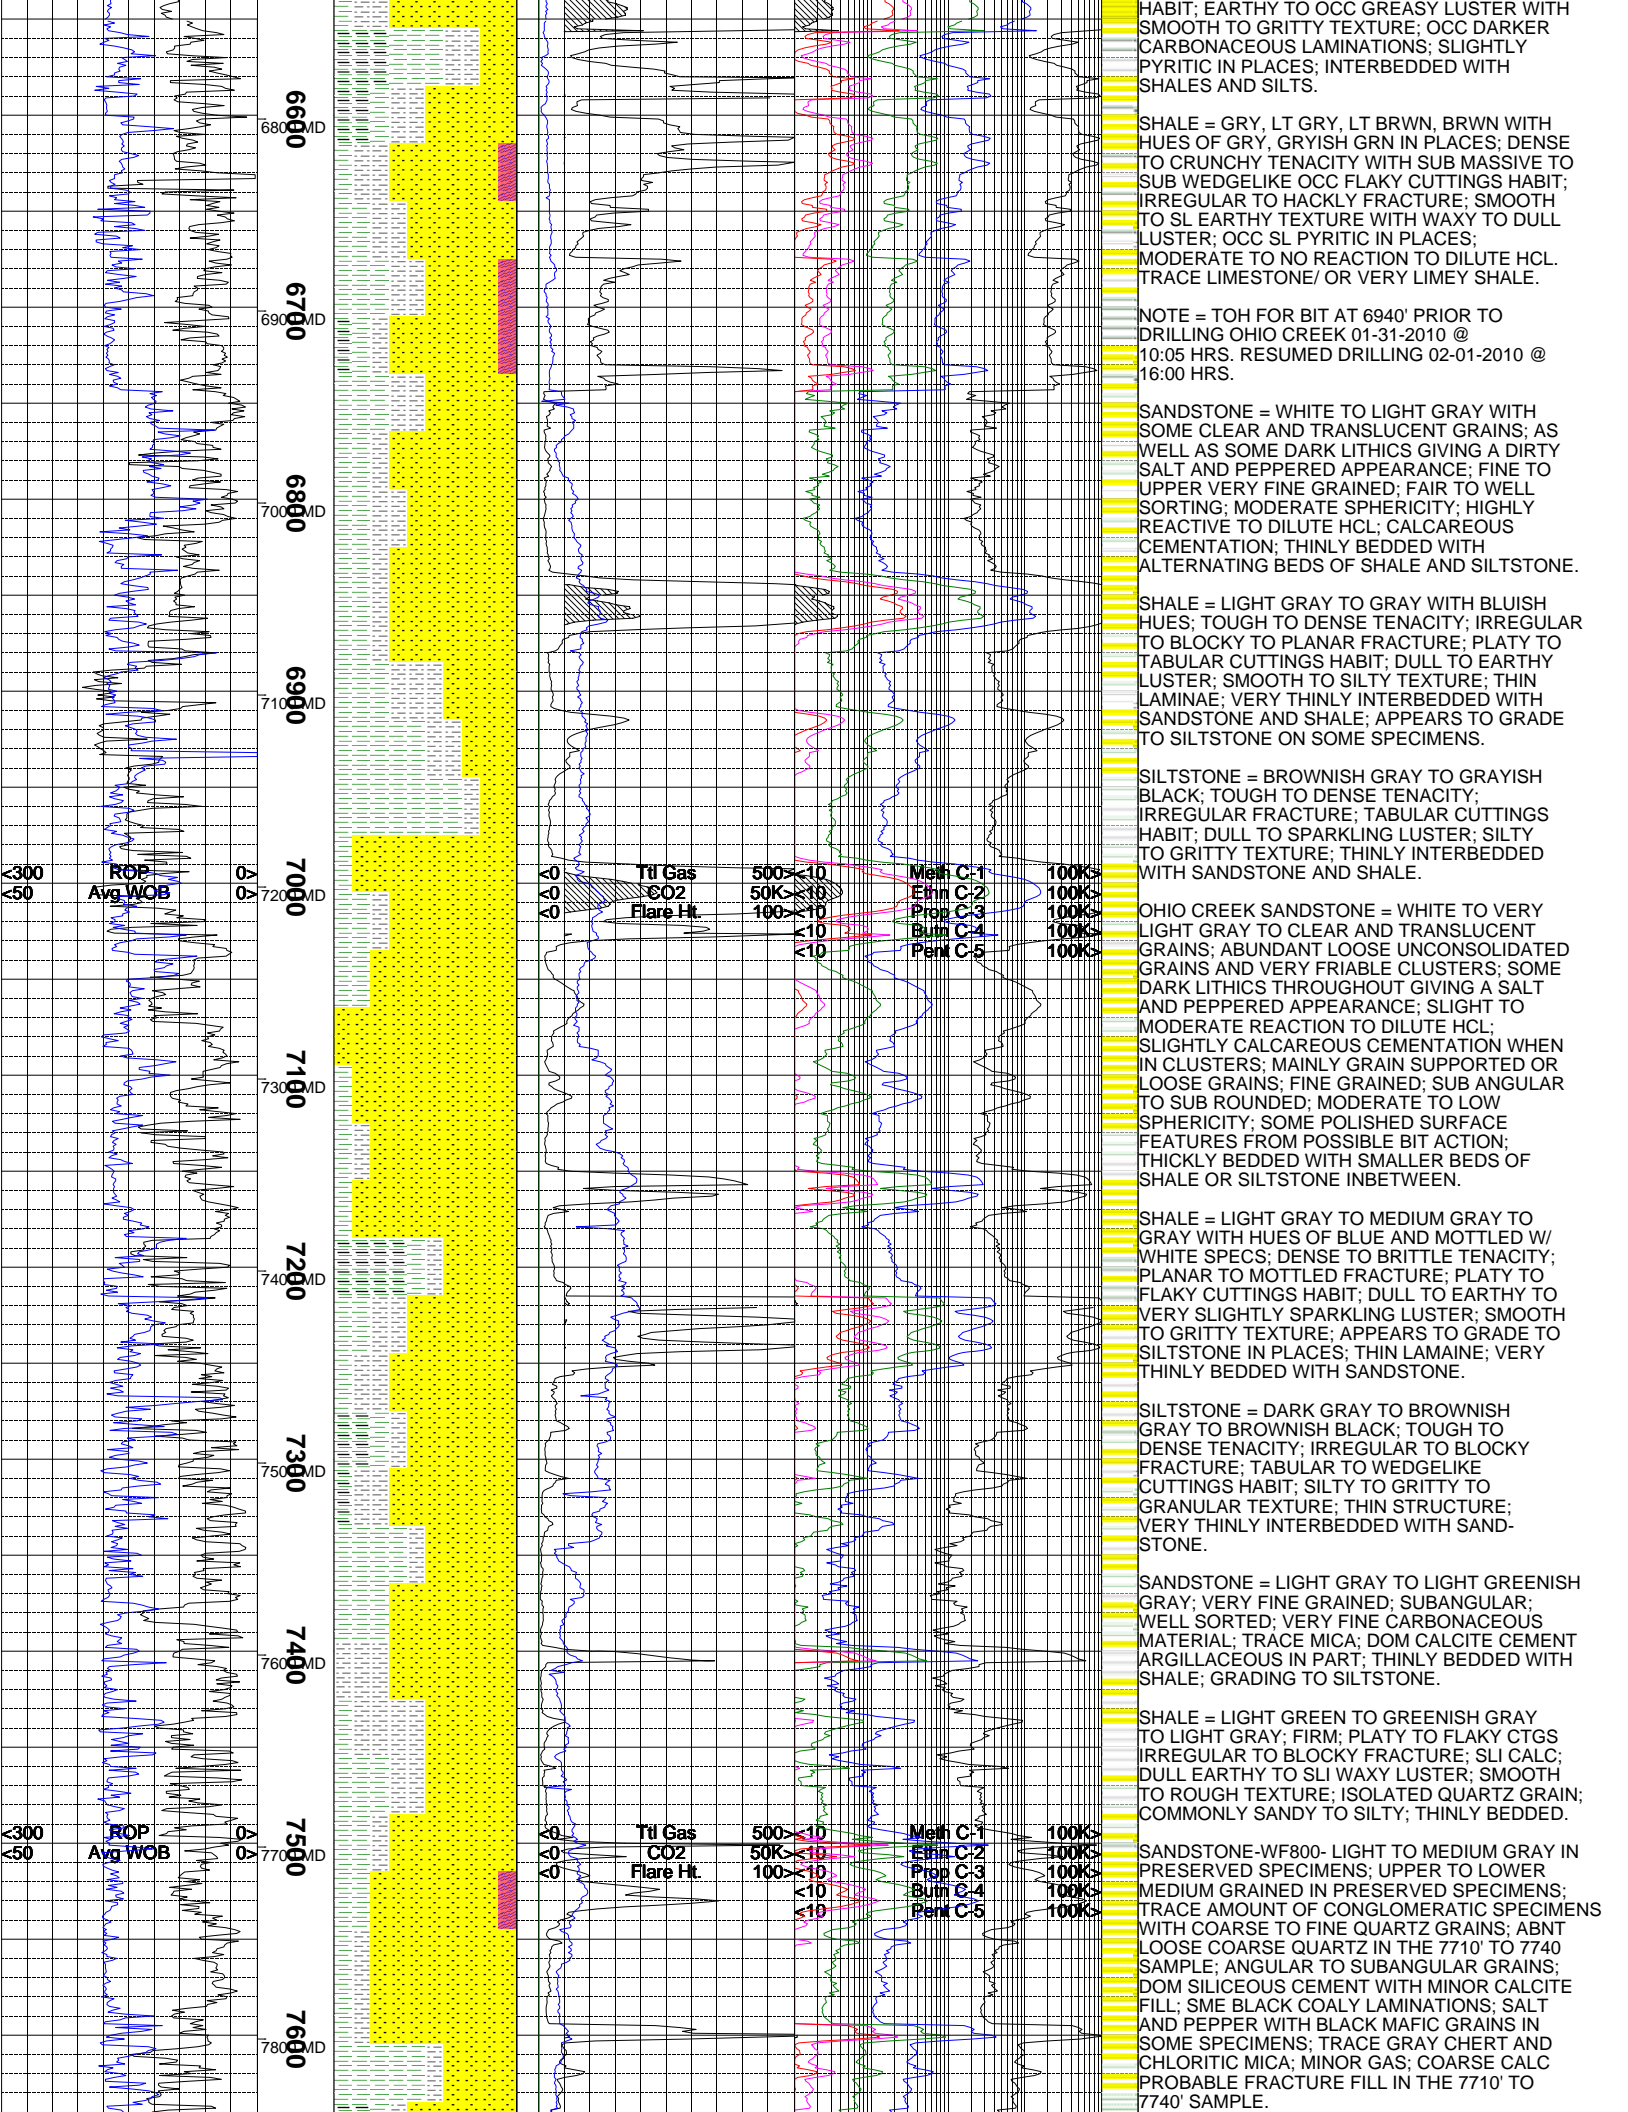 HABIT; EARTHY TO OCC GREASY LUSTER WITH
SMOOTH TO GRITTY TEXTURE; OCC DARKER
CARBONACEOUS LAMINATIONS; SLIGHTLY
PYRITIC IN PLACES; INTERBEDDED WITH
SHALES AND SILTS.
6600
6800 MD
SHALE = GRY, LT GRY, LT BRWN, BRWN WITH
HUES OF GRY, GRYISH GRN IN PLACES; DENSE
TO CRUNCHY TENACITY WITH SUB MASSIVE TO
SUB WEDGELIKE OCC FLAKY CUTTINGS HABIT;
IRREGULAR TO HACKLY FRACTURE; SMOOTH
TO SL EARTHY TEXTURE WITH WAXY TO DULL
LUSTER; OCC SL PYRITIC IN PLACES;
MODERATE TO NO REACTION TO DILUTE HCL.
TRACE LIMESTONE/ OR VERY LIMEY SHALE.
6700
6900 MD
NOTE = TOH FOR BIT AT 6940' PRIOR TO
DRILLING OHIO CREEK 01-31-2010 @
10:05 HRS. RESUMED DRILLING 02-01-2010 @
16:00 HRS.
SANDSTONE = WHITE TO LIGHT GRAY WITH
SOME CLEAR AND TRANSLUCENT GRAINS; AS
WELL AS SOME DARK LITHICS GIVING A DIRTY
SALT AND PEPPERED APPEARANCE; FINE TO
UPPER VERY FINE GRAINED; FAIR TO WELL
SORTING; MODERATE SPHERICITY; HIGHLY
REACTIVE TO DILUTE HCL; CALCAREOUS
CEMENTATION; THINLY BEDDED WITH
ALTERNATING BEDS OF SHALE AND SILTSTONE.
6800
7000 MD
SHALE = LIGHT GRAY TO GRAY WITH BLUISH
HUES; TOUGH TO DENSE TENACITY; IRREGULAR
TO BLOCKY TO PLANAR FRACTURE; PLATY TO
TABULAR CUTTINGS HABIT; DULL TO EARTHY
LUSTER; SMOOTH TO SILTY TEXTURE; THIN
LAMINAE; VERY THINLY INTERBEDDED WITH
SANDSTONE AND SHALE; APPEARS TO GRADE
TO SILTSTONE ON SOME SPECIMENS.
6900
7100 MD
SILTSTONE = BROWNISH GRAY TO GRAYISH
BLACK; TOUGH TO DENSE TENACITY;
IRREGULAR FRACTURE; TABULAR CUTTINGS
HABIT; DULL TO SPARKLING LUSTER; SILTY
TO GRITTY TEXTURE; THINLY INTERBEDDED
WITH SANDSTONE AND SHALE.
<300 ROP 0> <0 Ttl Gas 500> <10 Meth C-1 100K>
<50 Avg WOB 0> <0 CO2 50K> <10 Ethn C-2 100K>
<0 Flare Ht. 100> <10 Prop C-3 100K>
<10 Butn C-4 100K>
<10 Pent C-5 100K>
7000
7200 MD
OHIO CREEK SANDSTONE = WHITE TO VERY
LIGHT GRAY TO CLEAR AND TRANSLUCENT
GRAINS; ABUNDANT LOOSE UNCONSOLIDATED
GRAINS AND VERY FRIABLE CLUSTERS; SOME
DARK LITHICS THROUGHOUT GIVING A SALT
AND PEPPERED APPEARANCE; SLIGHT TO
MODERATE REACTION TO DILUTE HCL;
SLIGHTLY CALCAREOUS CEMENTATION WHEN
IN CLUSTERS; MAINLY GRAIN SUPPORTED OR
LOOSE GRAINS; FINE GRAINED; SUB ANGULAR
TO SUB ROUNDED; MODERATE TO LOW
SPHERICITY; SOME POLISHED SURFACE
FEATURES FROM POSSIBLE BIT ACTION;
THICKLY BEDDED WITH SMALLER BEDS OF
SHALE OR SILTSTONE INBETWEEN.
7100
7300 MD
SHALE = LIGHT GRAY TO MEDIUM GRAY TO
GRAY WITH HUES OF BLUE AND MOTTLED W/
WHITE SPECS; DENSE TO BRITTLE TENACITY;
PLANAR TO MOTTLED FRACTURE; PLATY TO
FLAKY CUTTINGS HABIT; DULL TO EARTHY TO
VERY SLIGHTLY SPARKLING LUSTER; SMOOTH
TO GRITTY TEXTURE; APPEARS TO GRADE TO
SILTSTONE IN PLACES; THIN LAMAINE; VERY
THINLY BEDDED WITH SANDSTONE.
7200
7400 MD
SILTSTONE = DARK GRAY TO BROWNISH
GRAY TO BROWNISH BLACK; TOUGH TO
DENSE TENACITY; IRREGULAR TO BLOCKY
FRACTURE; TABULAR TO WEDGELIKE
CUTTINGS HABIT; SILTY TO GRITTY TO
GRANULAR TEXTURE; THIN STRUCTURE;
VERY THINLY INTERBEDDED WITH SAND-
STONE.
7300
7500 MD
SANDSTONE = LIGHT GRAY TO LIGHT GREENISH
GRAY; VERY FINE GRAINED; SUBANGULAR;
WELL SORTED; VERY FINE CARBONACEOUS
MATERIAL; TRACE MICA; DOM CALCITE CEMENT
ARGILLACEOUS IN PART; THINLY BEDDED WITH
SHALE; GRADING TO SILTSTONE.
7400
7600 MD
SHALE = LIGHT GREEN TO GREENISH GRAY
TO LIGHT GRAY; FIRM; PLATY TO FLAKY CTGS
IRREGULAR TO BLOCKY FRACTURE; SLI CALC;
DULL EARTHY TO SLI WAXY LUSTER; SMOOTH
TO ROUGH TEXTURE; ISOLATED QUARTZ GRAIN;
COMMONLY SANDY TO SILTY; THINLY BEDDED.
<300 ROP 0> <0 Ttl Gas 500> <10 Meth C-1 100K>
<50 Avg WOB 0> <0 CO2 50K> <10 Ethn C-2 100K>
<0 Flare Ht. 100> <10 Prop C-3 100K>
<10 Butn C-4 100K>
<10 Pent C-5 100K>
7500
7700 MD
SANDSTONE-WF800- LIGHT TO MEDIUM GRAY IN
PRESERVED SPECIMENS; UPPER TO LOWER
MEDIUM GRAINED IN PRESERVED SPECIMENS;
TRACE AMOUNT OF CONGLOMERATIC SPECIMENS
WITH COARSE TO FINE QUARTZ GRAINS; ABNT
LOOSE COARSE QUARTZ IN THE 7710' TO 7740
SAMPLE; ANGULAR TO SUBANGULAR GRAINS;
DOM SILICEOUS CEMENT WITH MINOR CALCITE
FILL; SME BLACK COALY LAMINATIONS; SALT
AND PEPPER WITH BLACK MAFIC GRAINS IN
SOME SPECIMENS; TRACE GRAY CHERT AND
CHLORITIC MICA; MINOR GAS; COARSE CALC
PROBABLE FRACTURE FILL IN THE 7710' TO
7740' SAMPLE.
7600
7800 MD